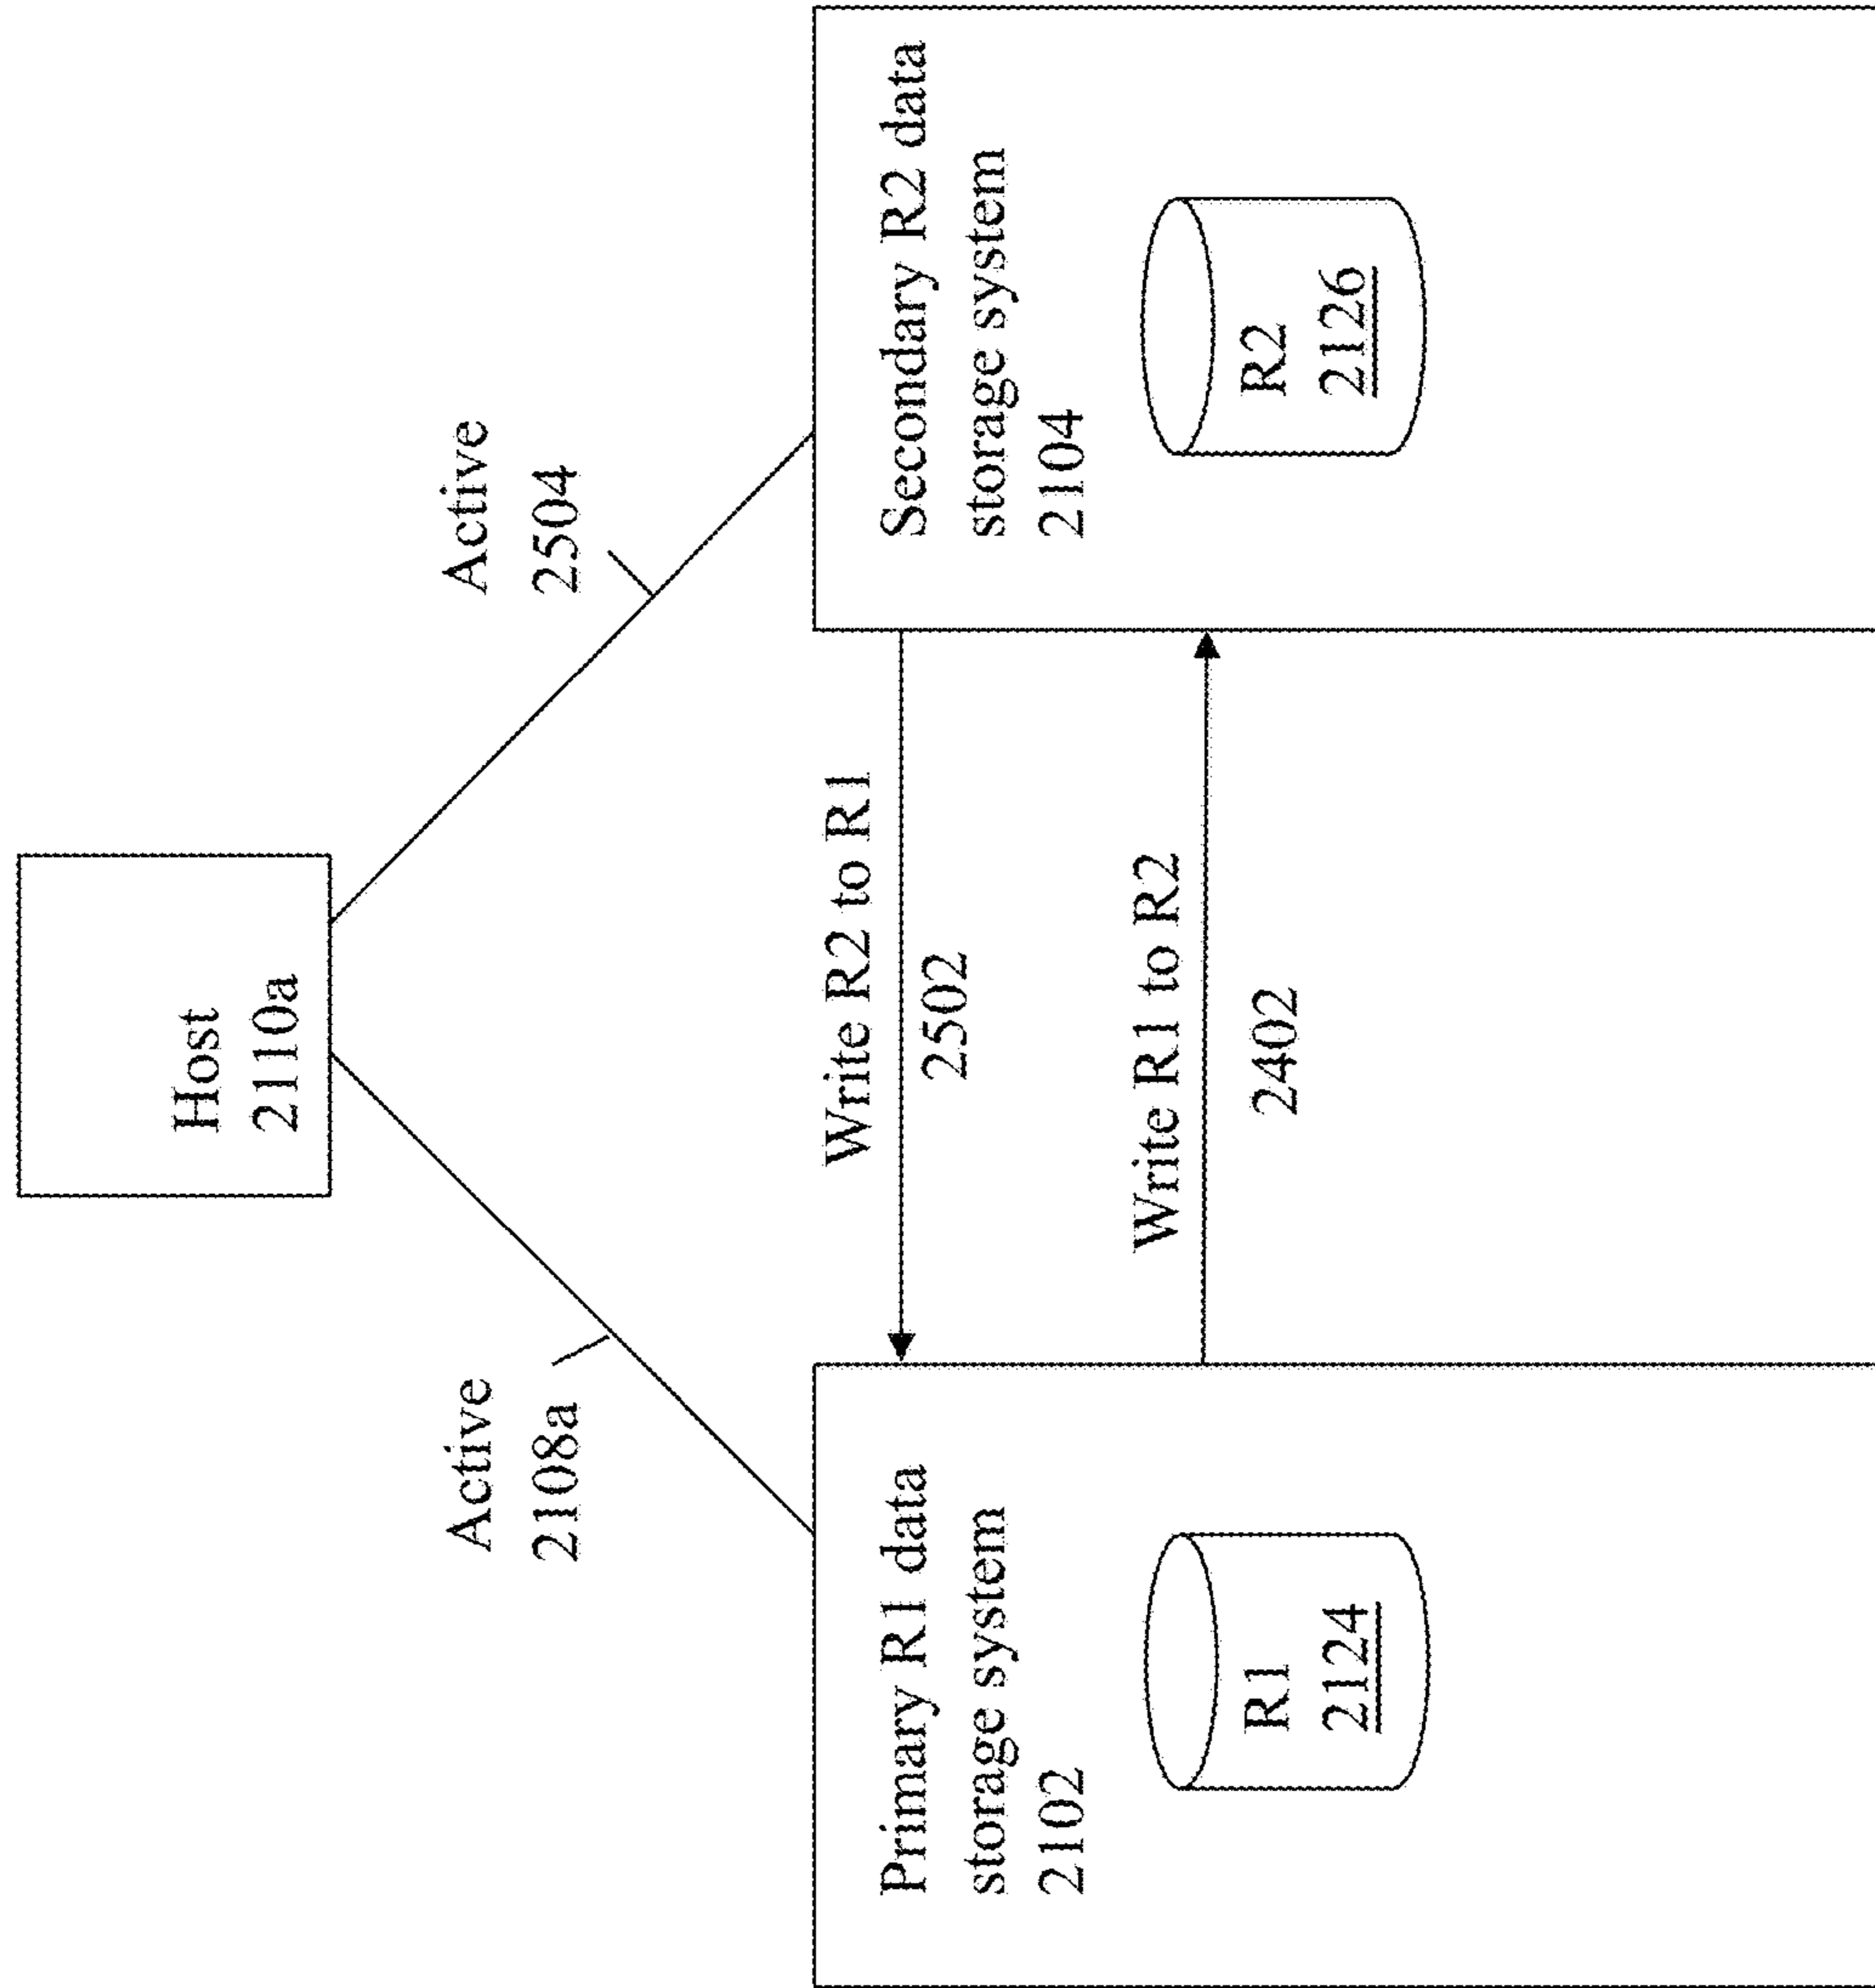 Host
2110a
Active
2108a
Active
2504
Primary R1 data
storage system
2102
R1
2124
Write R2 to R1
2502
Write R1 to R2
2402
Secondary R2 data
storage system
2104
R2
2126